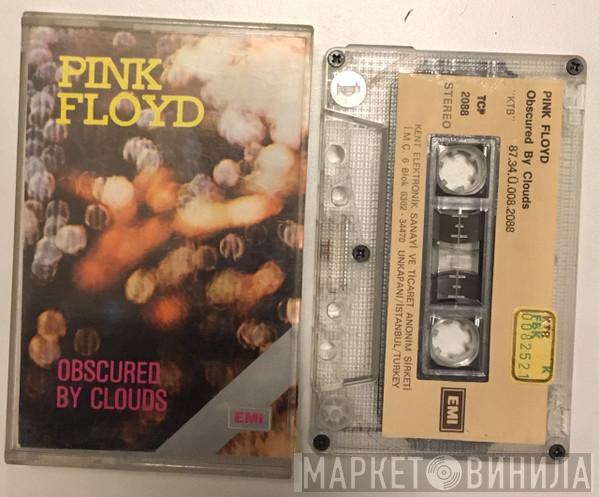 PINK
FLOYD
OBSCURED
BY CLOUDS
EMI
PINK FLOYD
Obscured By Clouds
"KTB" 87.34.Ü.008.2088
TCP
2088
STEREO
KENT ELEKTRONİK SANAYİ VE TİCARET ANONİM ŞİRKETİ
İ.M.Ç. 6 Blok 6302 - 34470 UNKAPANI/İSTANBUL/TURKEY
EMI
KTB K
FBK
0082521
МАРКЕТ ВИНИЛА